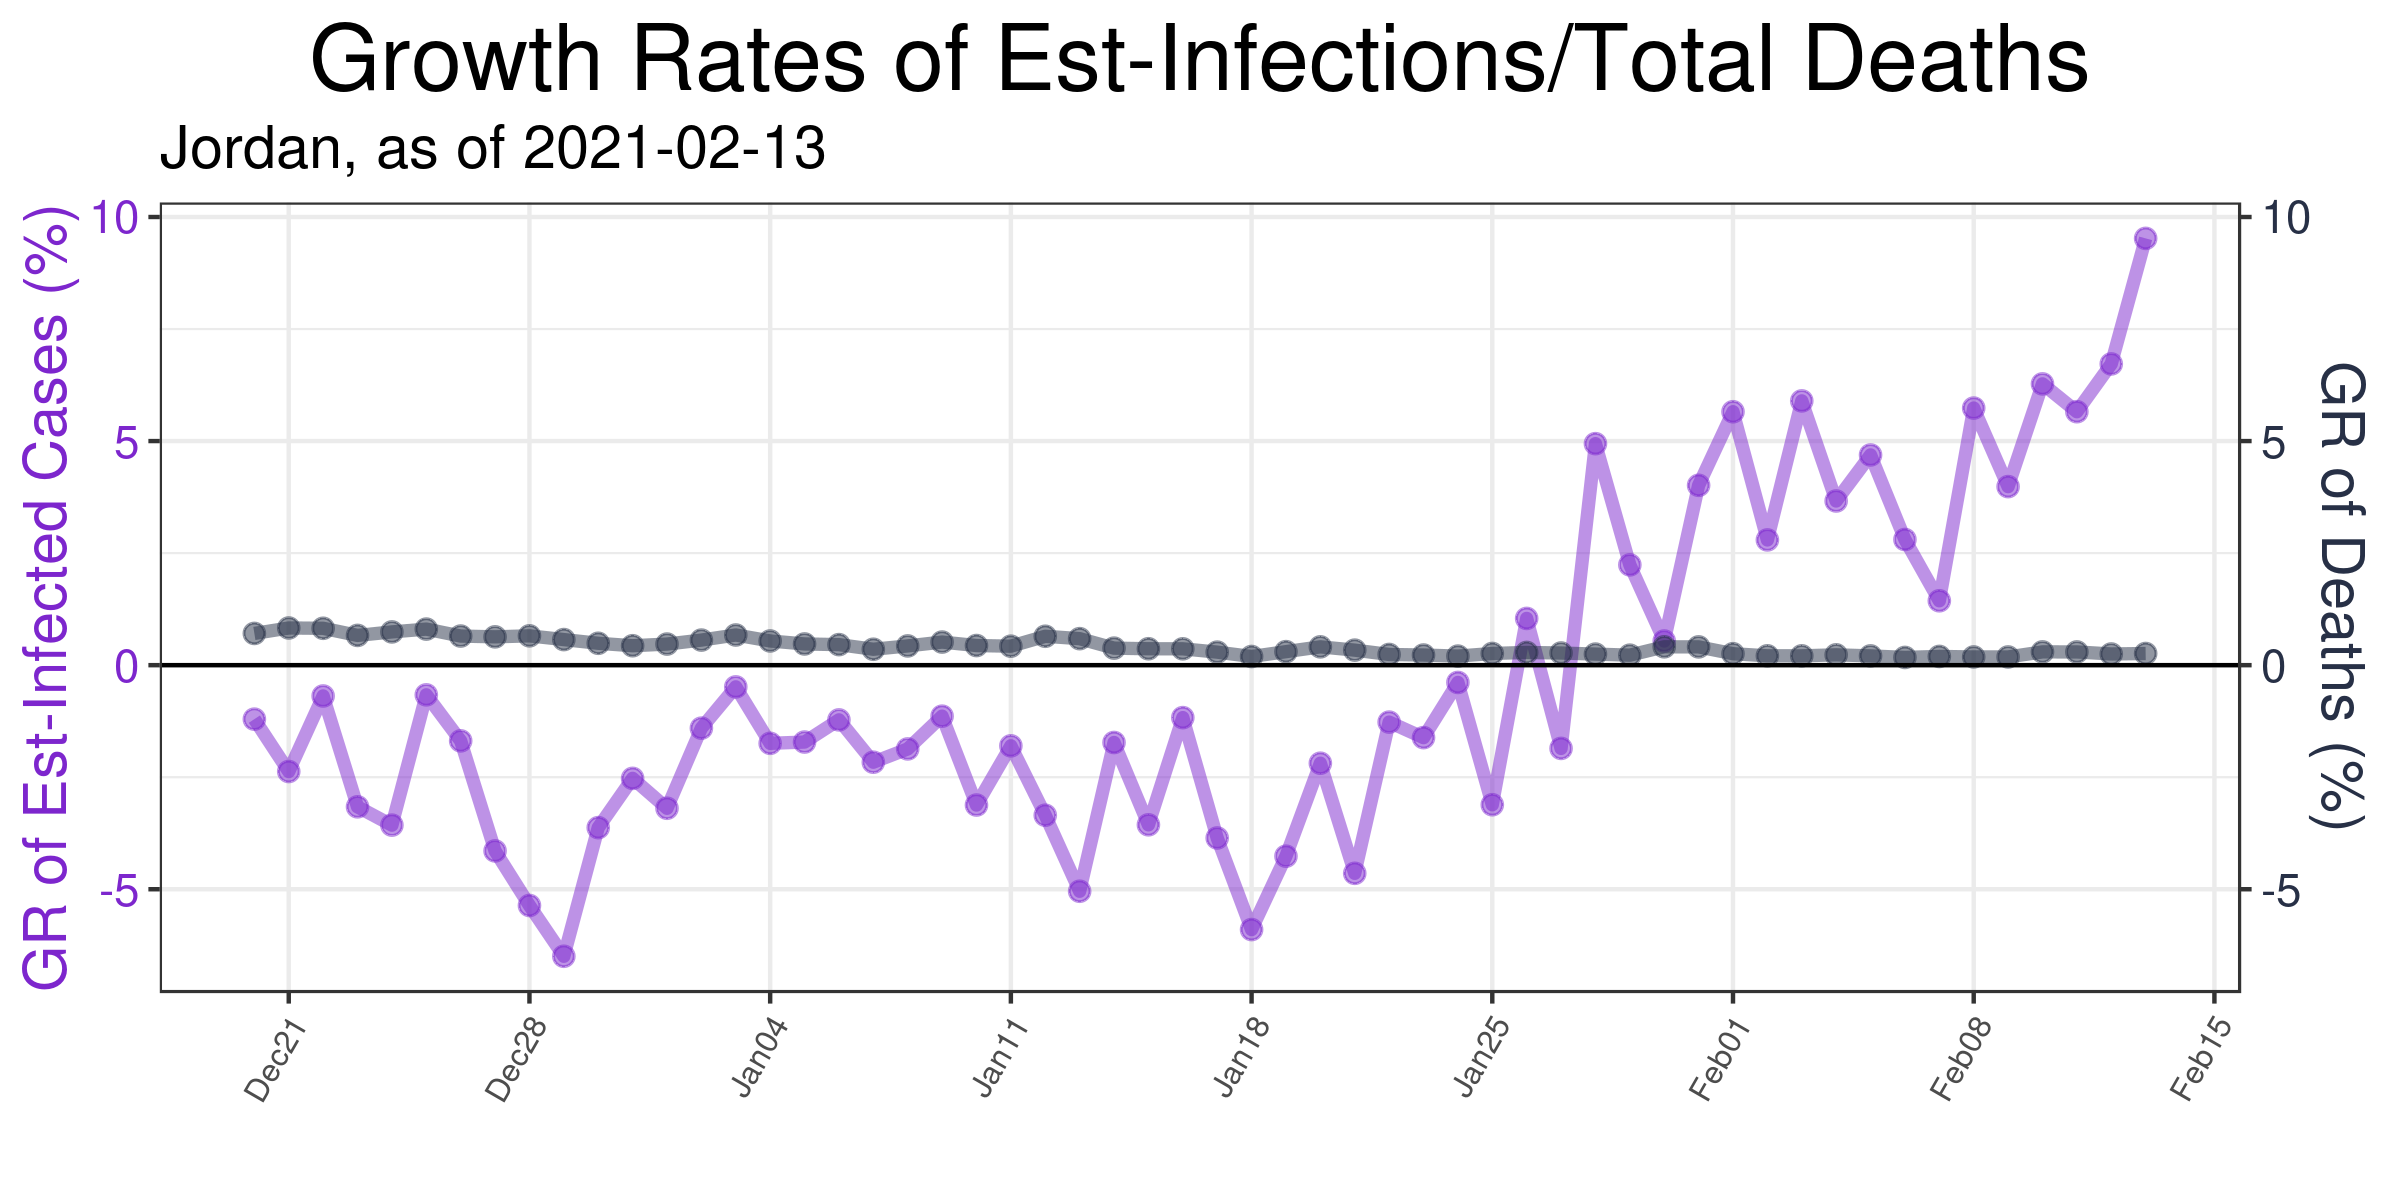 Growth Rates of Est-Infections/Total Deaths
Jordan, as of 2021-02-13
GR of Est-Infected Cases (%)
10
5
0
-5
10
5
0
-5
GR of Deaths (%)
Dec21
Dec28
Jan04
Jan11
Jan18
Jan25
Feb01
Feb08
Feb15